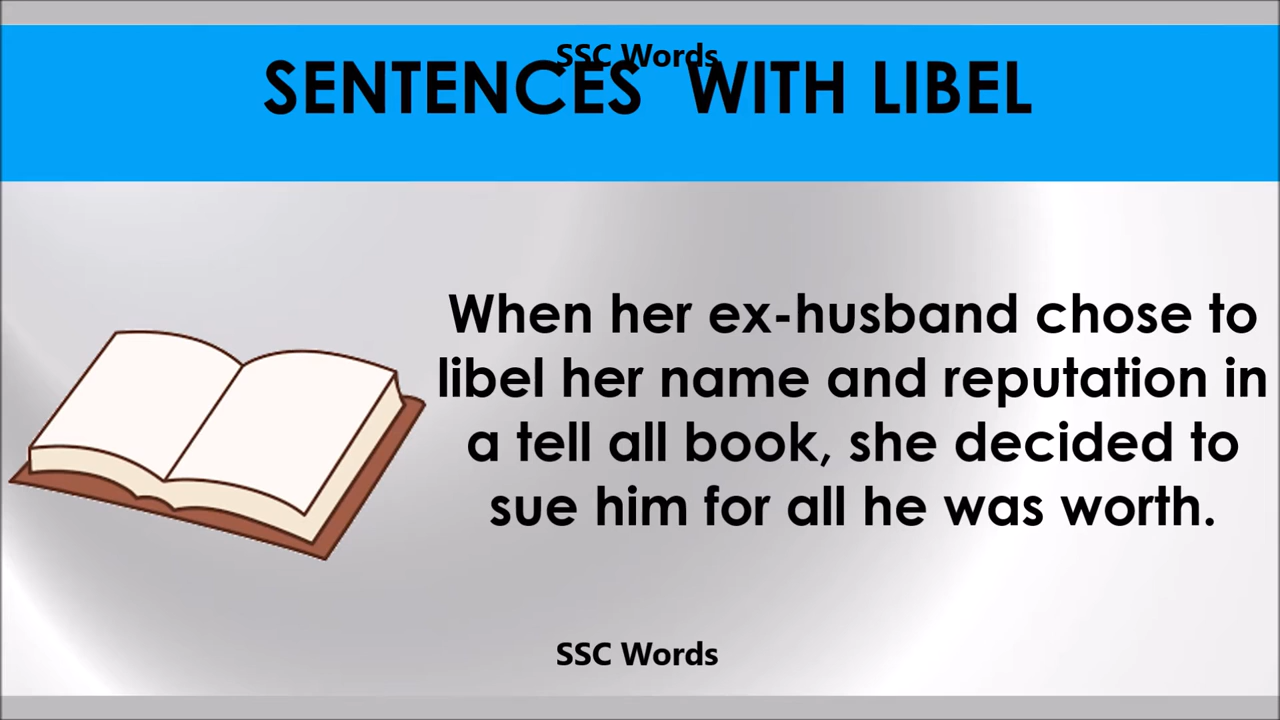 SSC Words
SENTENCES WITH LIBEL
When her ex-husband chose to
libel her name and reputation in
a tell all book, she decided to
sue him for all he was worth.
SSC Words